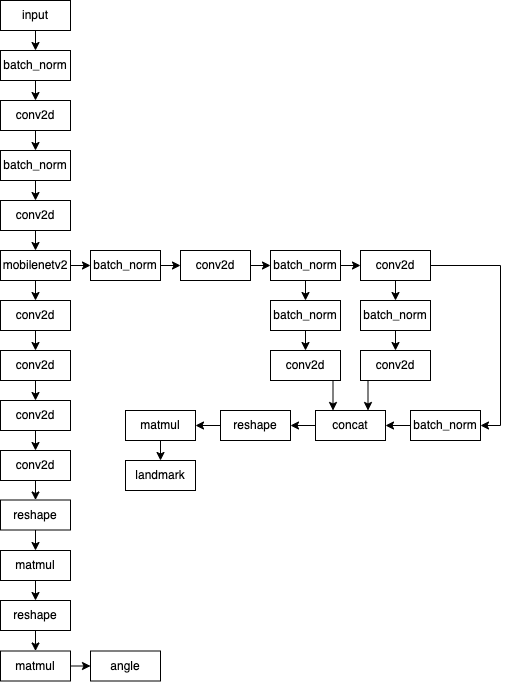 input
batch_norm
conv2d
batch_norm
conv2d
mobilenetv2 batch_norm conv2d batch_norm conv2d
conv2d batch_norm batch_norm
conv2d conv2d conv2d
conv2d matmul reshape concat batch_norm
conv2d landmark
reshape
matmul
reshape
matmul angle